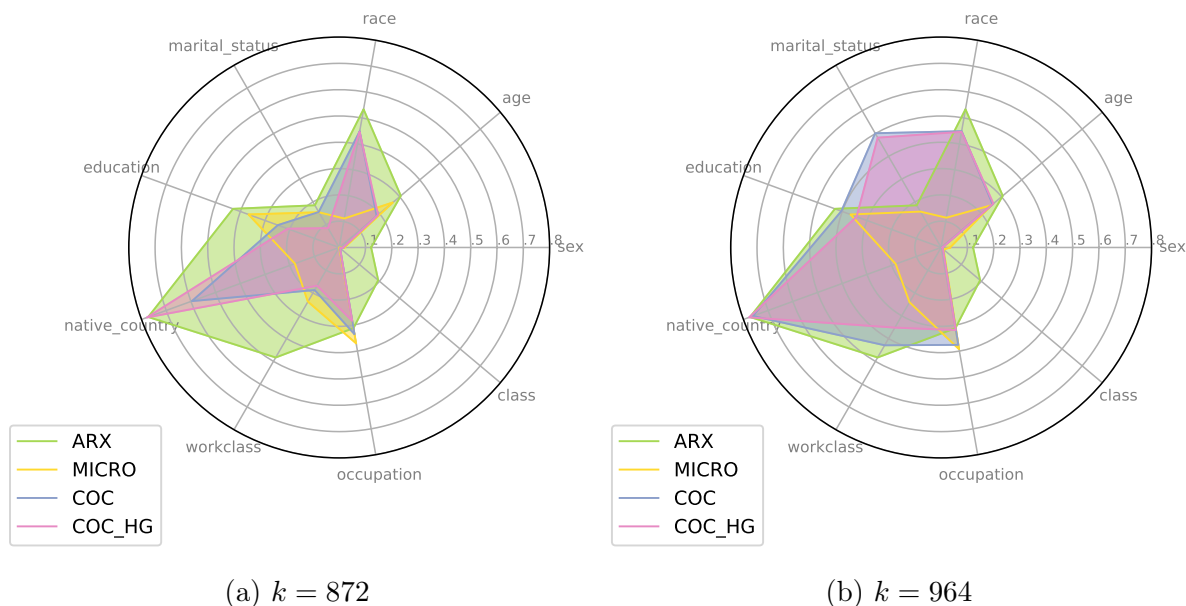 race
marital_status
age
education
.1 .2 .3 .4 .5 .6 .7 .8
sex
native_country
class
workclass
occupation
ARX
MICRO
COC
COC_HG
(a) k = 872
race
marital_status
age
education
.1 .2 .3 .4 .5 .6 .7 .8
sex
native_country
class
workclass
occupation
ARX
MICRO
COC
COC_HG
(b) k = 964